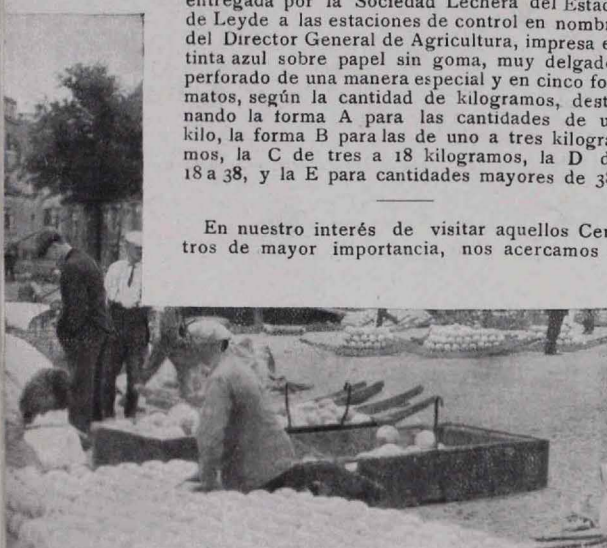 entregada por la Sociedad Lechera del Estad
de Leyde a las estaciones de control en nombr
del Director General de Agricultura, impresa e
tinta azul sobre papel sin goma, muy delgad
perforado de una manera especial y en cinco fo
matos, según la cantidad de kilogramos, dest
nando la forma A para las cantidades de u
kilo, la forma B para las de uno a tres kilogra
mos, la C de tres a 18 kilogramos, la D d
18 a 38, y la E para cantidades mayores de 38
En nuestro interés de visitar aquellos Cen
tros de mayor importancia, nos acercamos